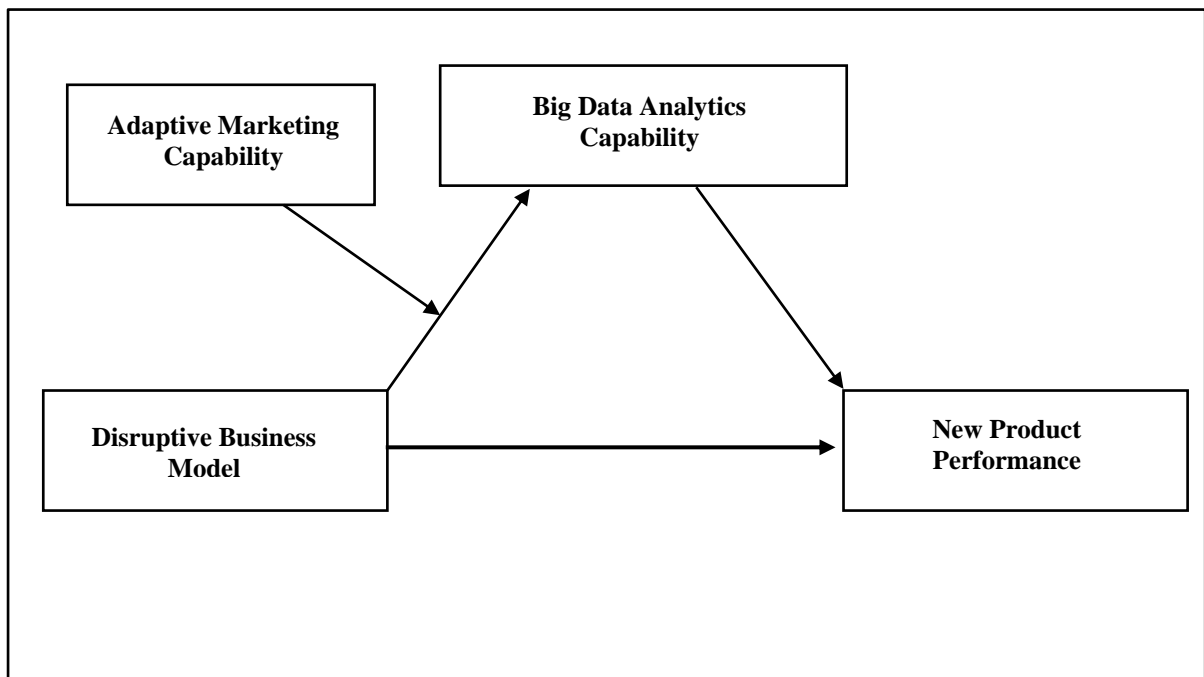 Adaptive Marketing
Capability
Big Data Analytics
Capability
Disruptive Business
Model
New Product
Performance